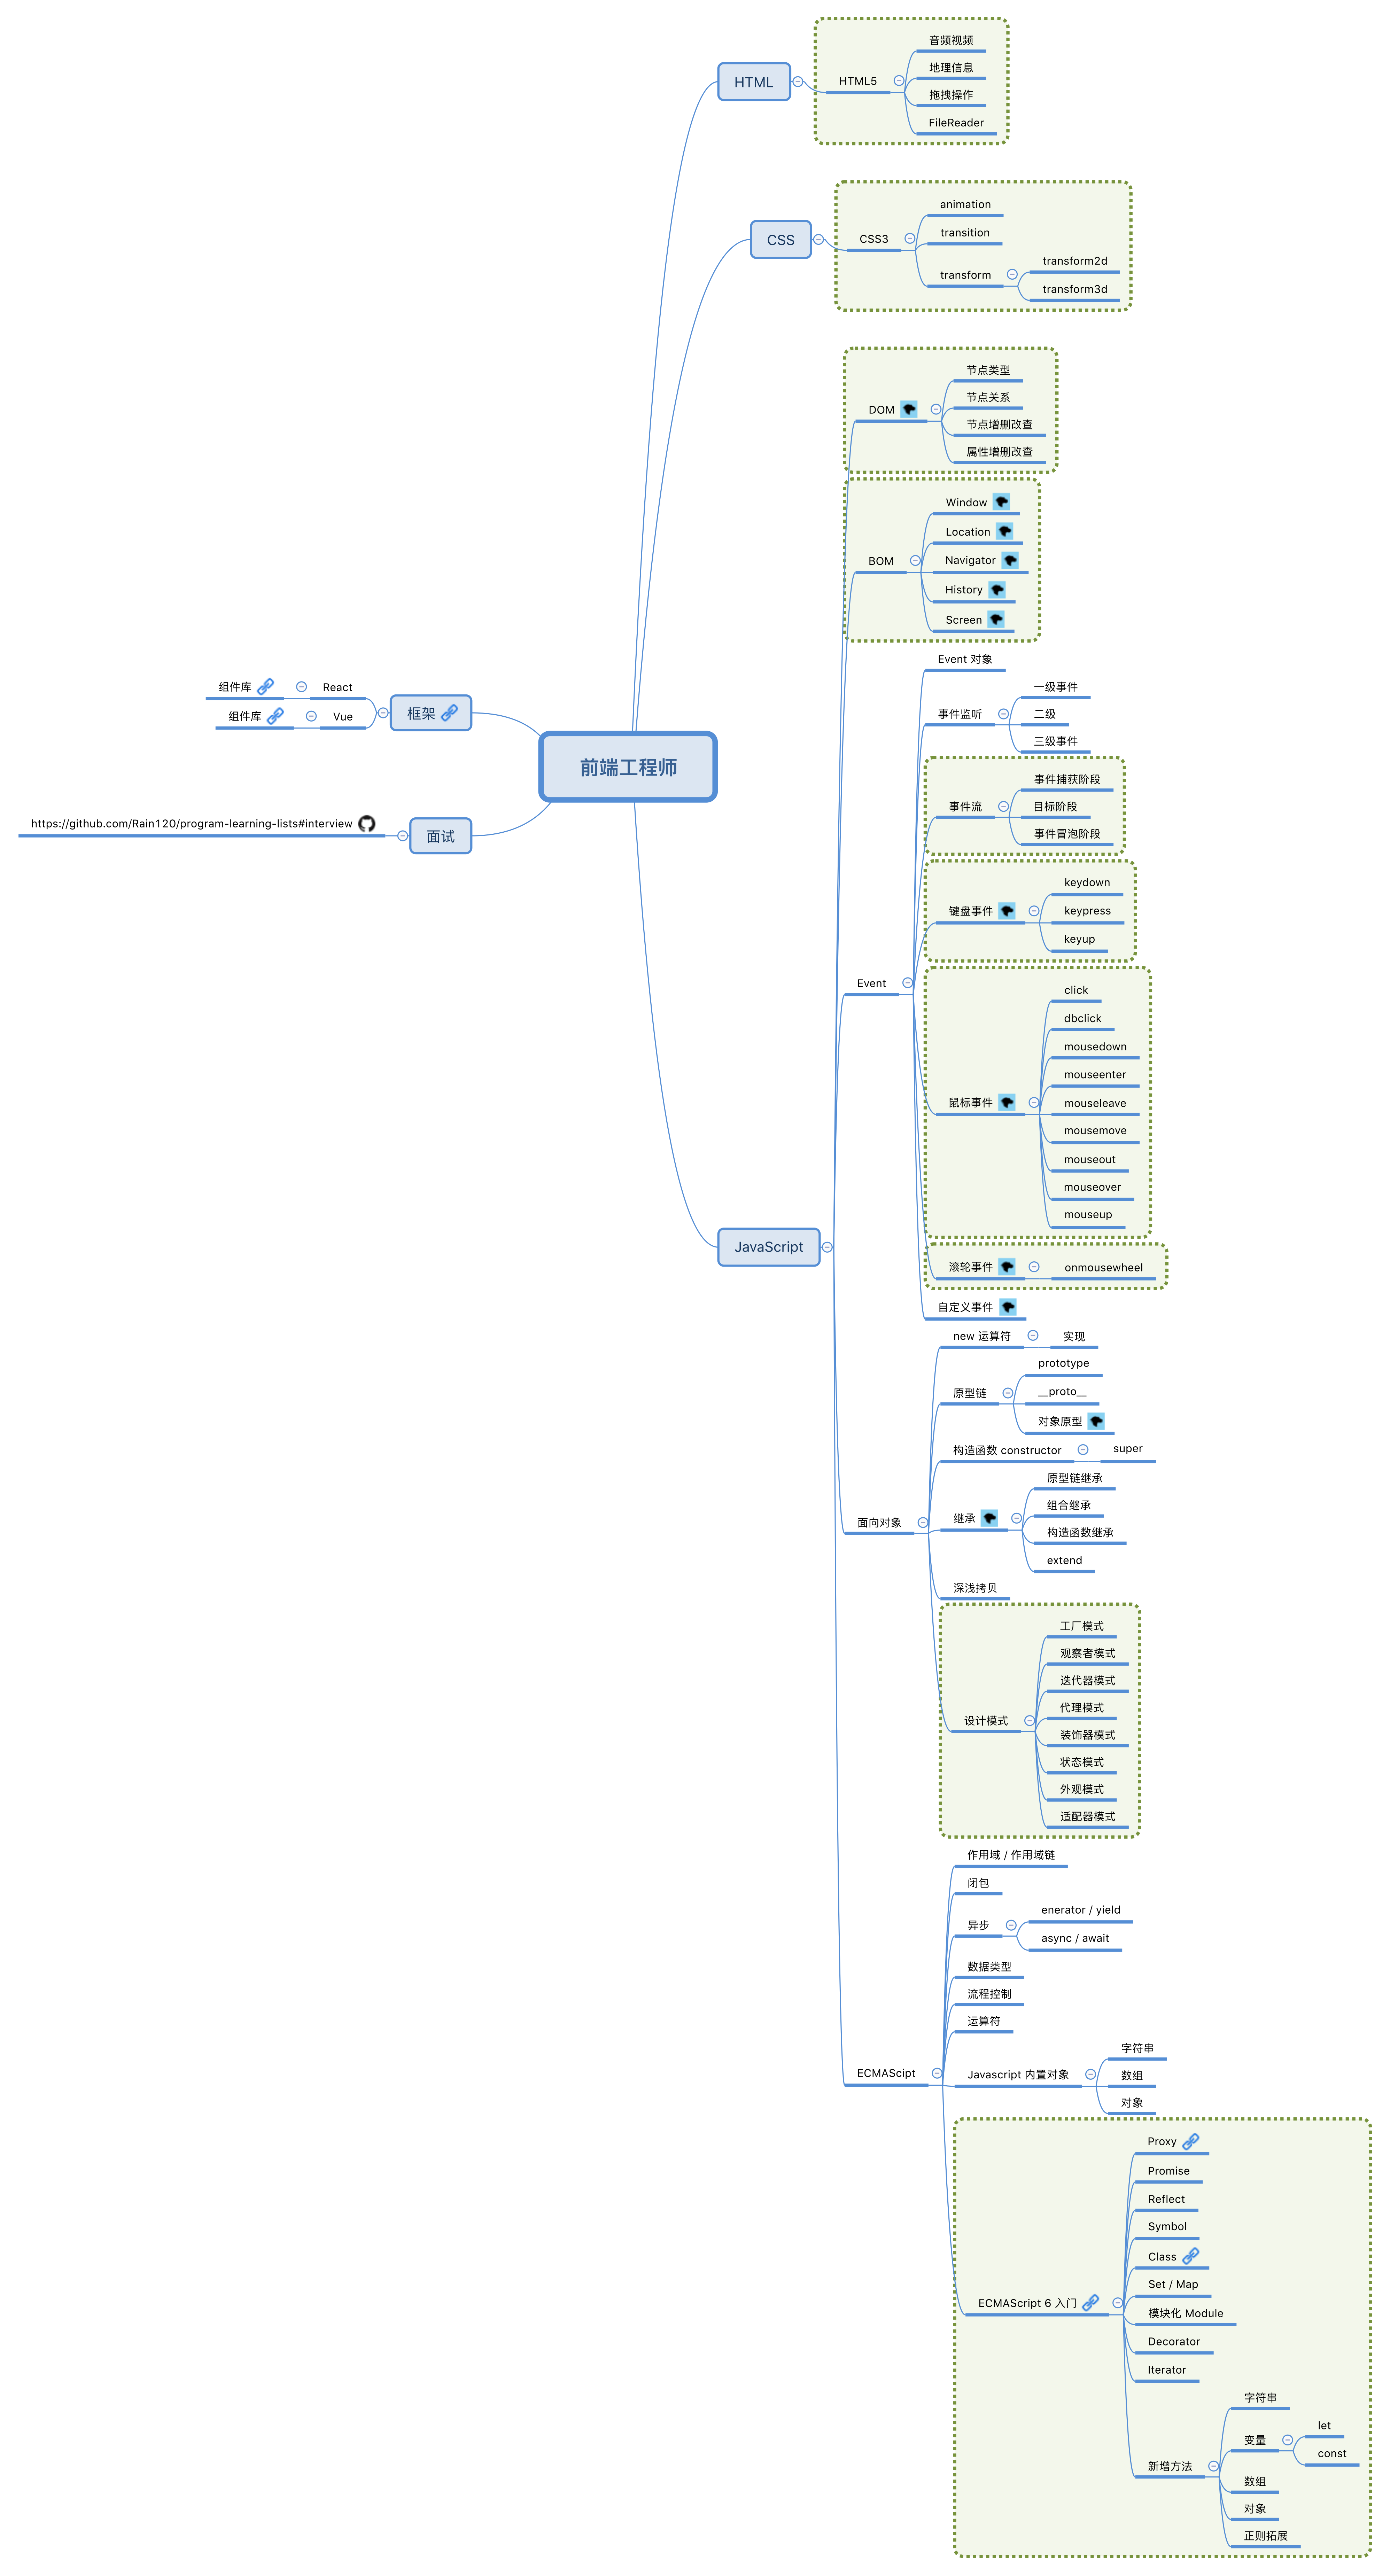 前端工程师
HTML
HTML5
音频视频
地理信息
拖拽操作
FileReader
CSS
CSS3
animation
transition
transform
transform2d
transform3d
JavaScript
DOM
节点类型
节点关系
节点增删改查
属性增删改查
BOM
Window
Location
Navigator
History
Screen
Event
Event 对象
事件监听
一级事件
二级
三级事件
事件流
事件捕获阶段
目标阶段
事件冒泡阶段
键盘事件
keydown
keypress
keyup
鼠标事件
click
dbclick
mousedown
mouseenter
mouseleave
mousemove
mouseout
mouseover
mouseup
滚轮事件
onmousewheel
自定义事件
面向对象
new 运算符
实现
原型链
prototype
__proto__
对象原型
构造函数 constructor
super
继承
原型链继承
组合继承
构造函数继承
extend
深浅拷贝
设计模式
工厂模式
观察者模式
迭代器模式
代理模式
装饰器模式
状态模式
外观模式
适配器模式
ECMAScipt
作用域 / 作用域链
闭包
异步
enerator / yield
async / await
数据类型
流程控制
运算符
Javascript 内置对象
字符串
数组
对象
ECMAScript 6 入门
Proxy
Promise
Reflect
Symbol
Class
Set / Map
模块化 Module
Decorator
Iterator
新增方法
字符串
变量
let
const
数组
对象
正则拓展
框架
React
组件库
Vue
组件库
面试
https://github.com/Rain120/program-learning-lists#interview